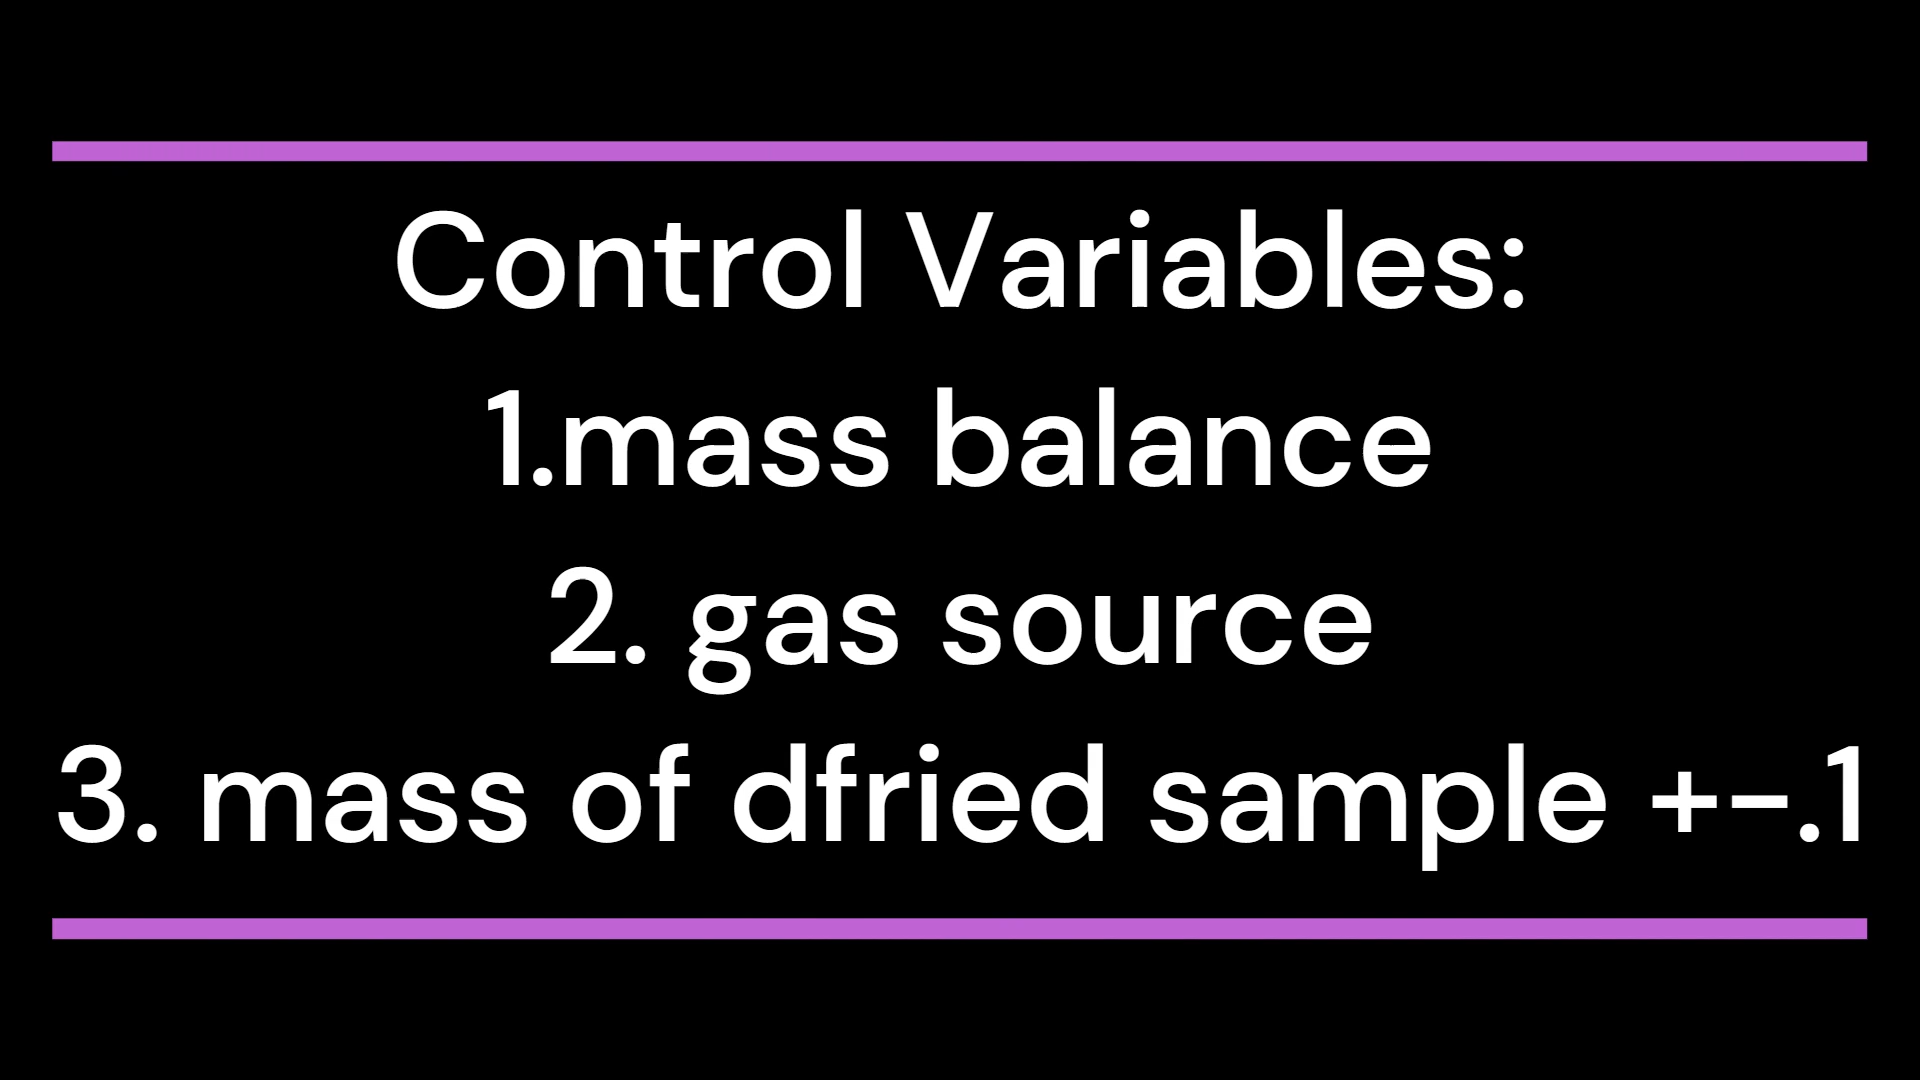 Control Variables:
1.mass balance
2. gas source
3. mass of dfried sample +-.1